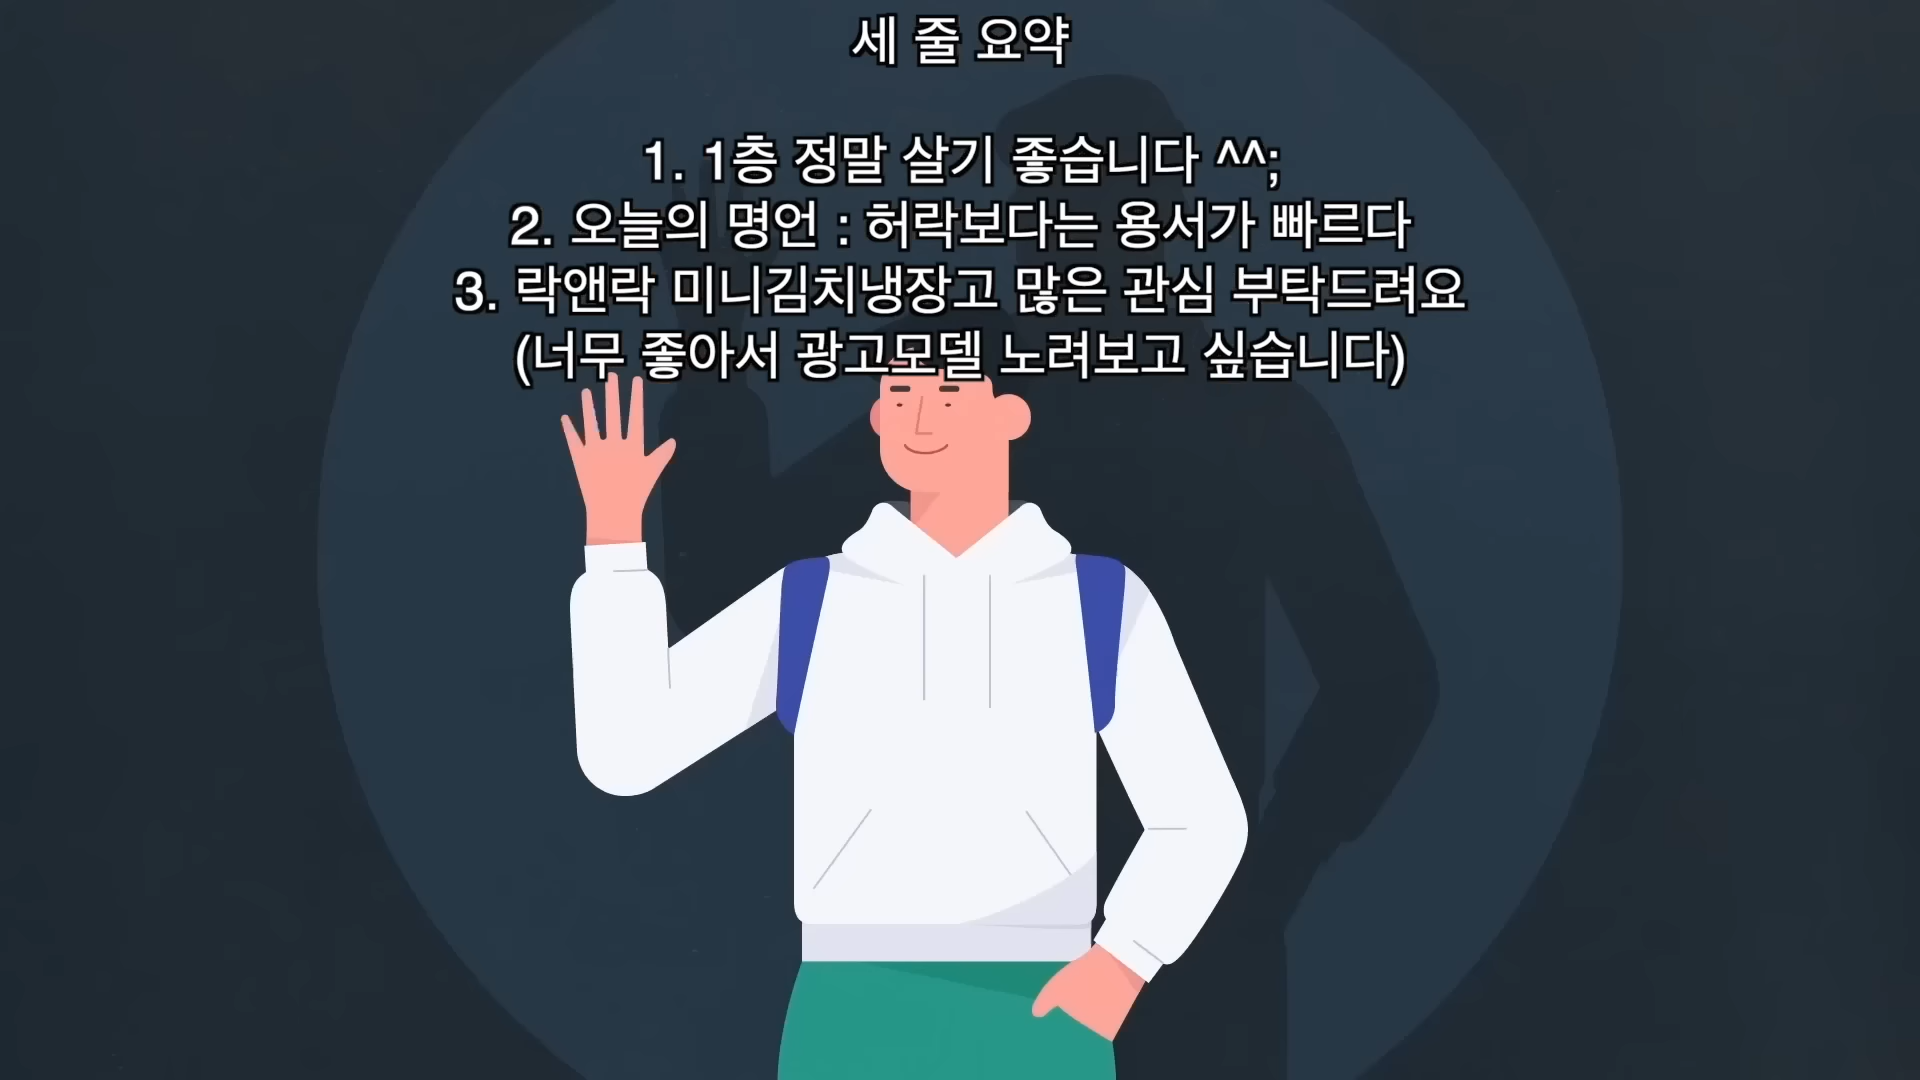 세 줄 요약
1. 1층 정말 살기 좋습니다 ^^;
2. 오늘의 명언 : 허락보다는 용서가 빠르다
3. 락앤락 미니김치냉장고 많은 관심 부탁드려요
(너무 좋아서 광고모델 노려보고 싶습니다)